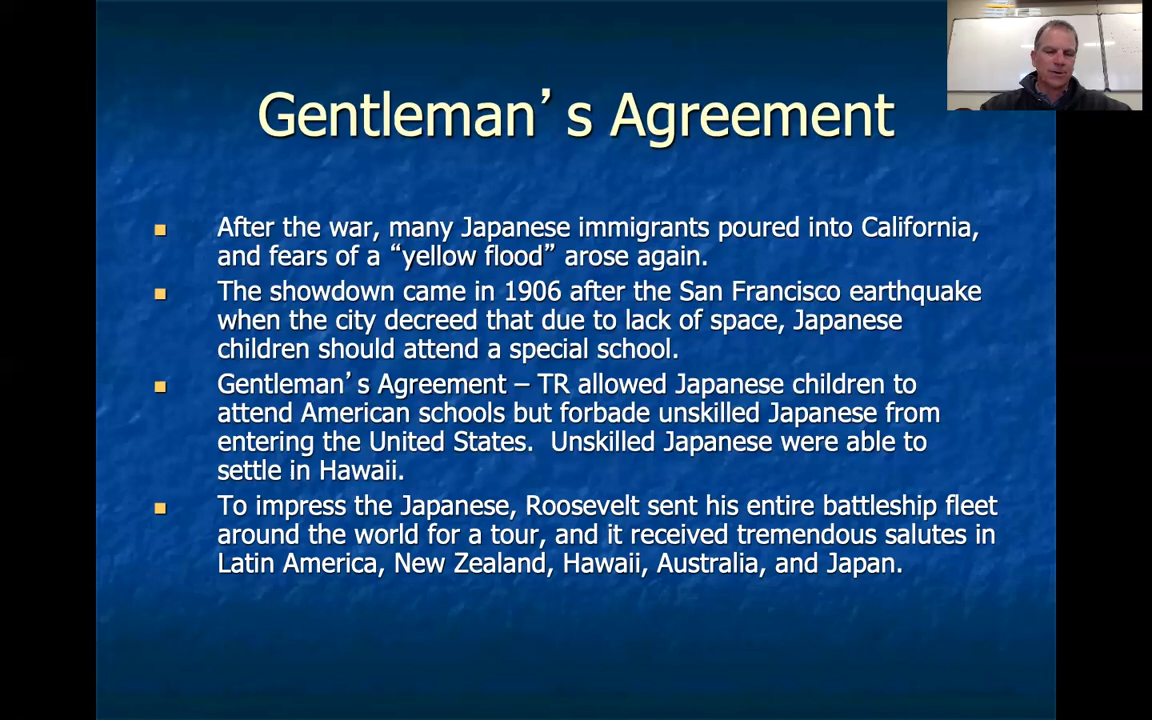 Gentleman’s Agreement
After the war, many Japanese immigrants poured into California,
and fears of a “yellow flood” arose again.
The showdown came in 1906 after the San Francisco earthquake
when the city decreed that due to lack of space, Japanese
children should attend a special school.
Gentleman’s Agreement – TR allowed Japanese children to
attend American schools but forbade unskilled Japanese from
entering the United States.  Unskilled Japanese were able to
settle in Hawaii.
To impress the Japanese, Roosevelt sent his entire battleship fleet
around the world for a tour, and it received tremendous salutes in
Latin America, New Zealand, Hawaii, Australia, and Japan.